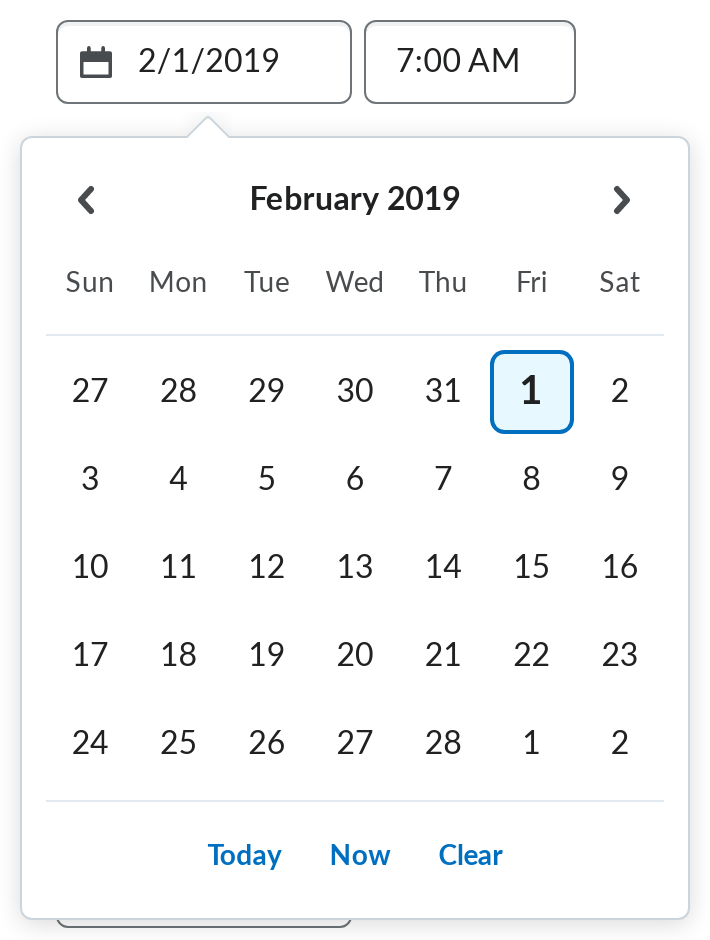 2/1/2019 7:00 AM
February 2019
Sun Mon Tue Wed Thu Fri Sat
27 28 29 30 31 1 2
3 4 5 6 7 8 9
10 11 12 13 14 15 16
17 18 19 20 21 22 23
24 25 26 27 28 1 2
Today Now Clear